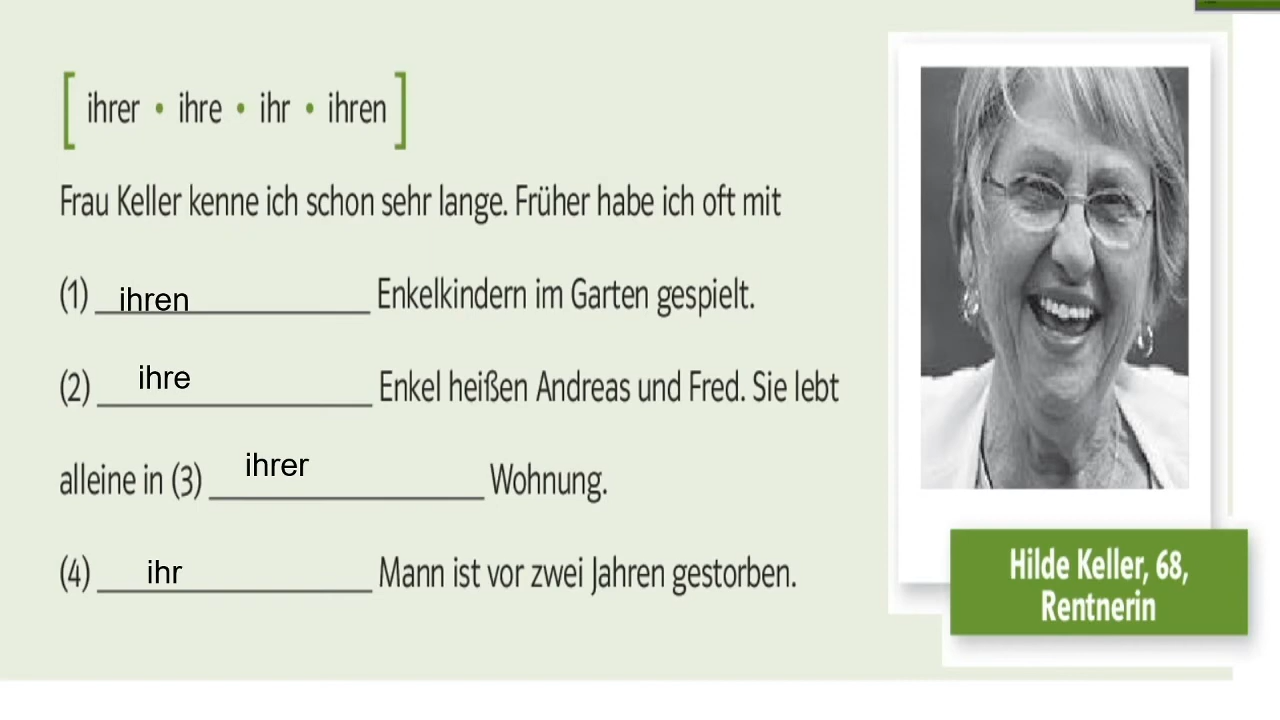 [ ihrer • ihre • ihr • ihren ]
Frau Keller kenne ich schon sehr lange. Früher habe ich oft mit
(1) ihren Enkelkindern im Garten gespielt.
(2) ihre Enkel heißen Andreas und Fred. Sie lebt
alleine in (3) ihrer Wohnung.
(4) ihr Mann ist vor zwei Jahren gestorben.
Hilde Keller, 68,
Rentnerin